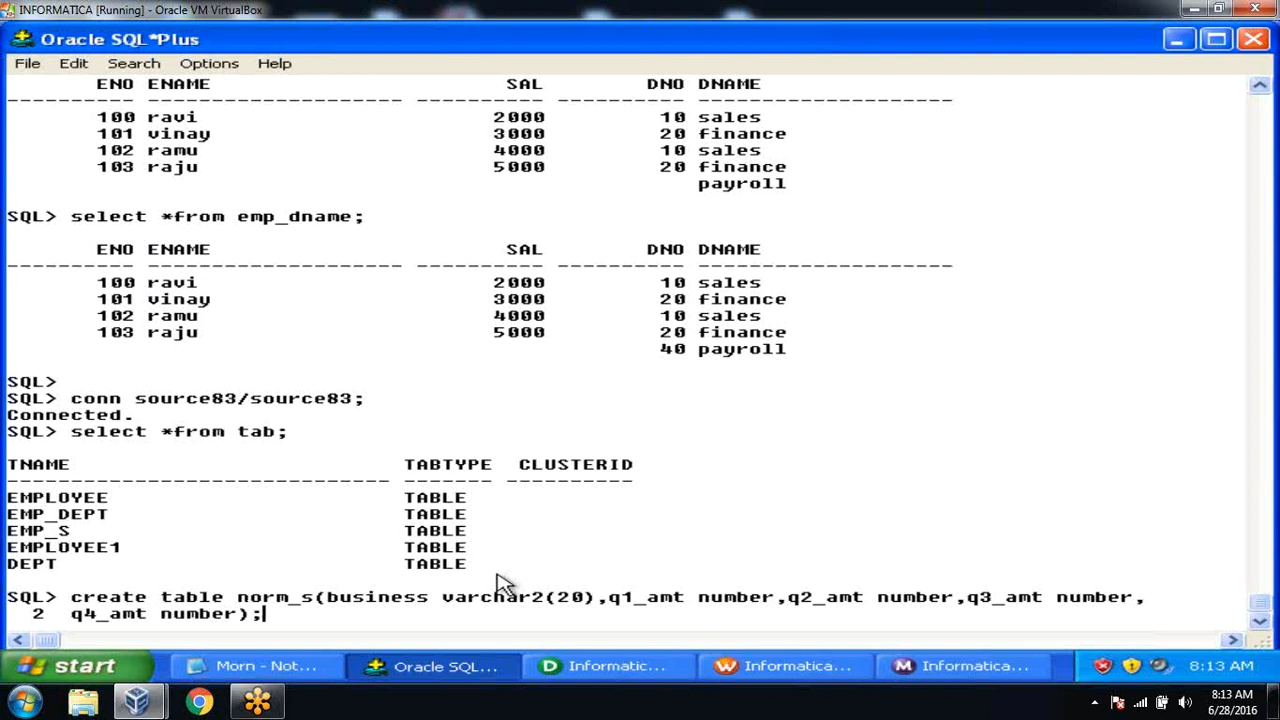 INFORMATICA [Running] - Oracle VM VirtualBox
Oracle SQL*Plus
File Edit Search Options Help
ENO ENAME SAL DNO DNAME
---------- -------------------- ---------- ---------- --------------------
100 ravi 2000 10 sales
101 vinay 3000 20 finance
102 ramu 4000 10 sales
103 raju 5000 20 finance
payroll
SQL> select *from emp_dname;
ENO ENAME SAL DNO DNAME
---------- -------------------- ---------- ---------- --------------------
100 ravi 2000 10 sales
101 vinay 3000 20 finance
102 ramu 4000 10 sales
103 raju 5000 20 finance
40 payroll
SQL>
SQL> conn source83/source83;
Connected.
SQL> select *from tab;
TNAME TABTYPE CLUSTERID
------------------------------ ------- ----------
EMPLOYEE TABLE
EMP_DEPT TABLE
EMP_S TABLE
EMPLOYEE1 TABLE
DEPT TABLE
SQL> create table norm_s(business varchar2(20),q1_amt number,q2_amt number,q3_amt number,
2 q4_amt number);
start Morn - Not... Oracle SQL... Informatic... Informatica... Informatica... 8:13 AM
8:13 AM
6/28/2016